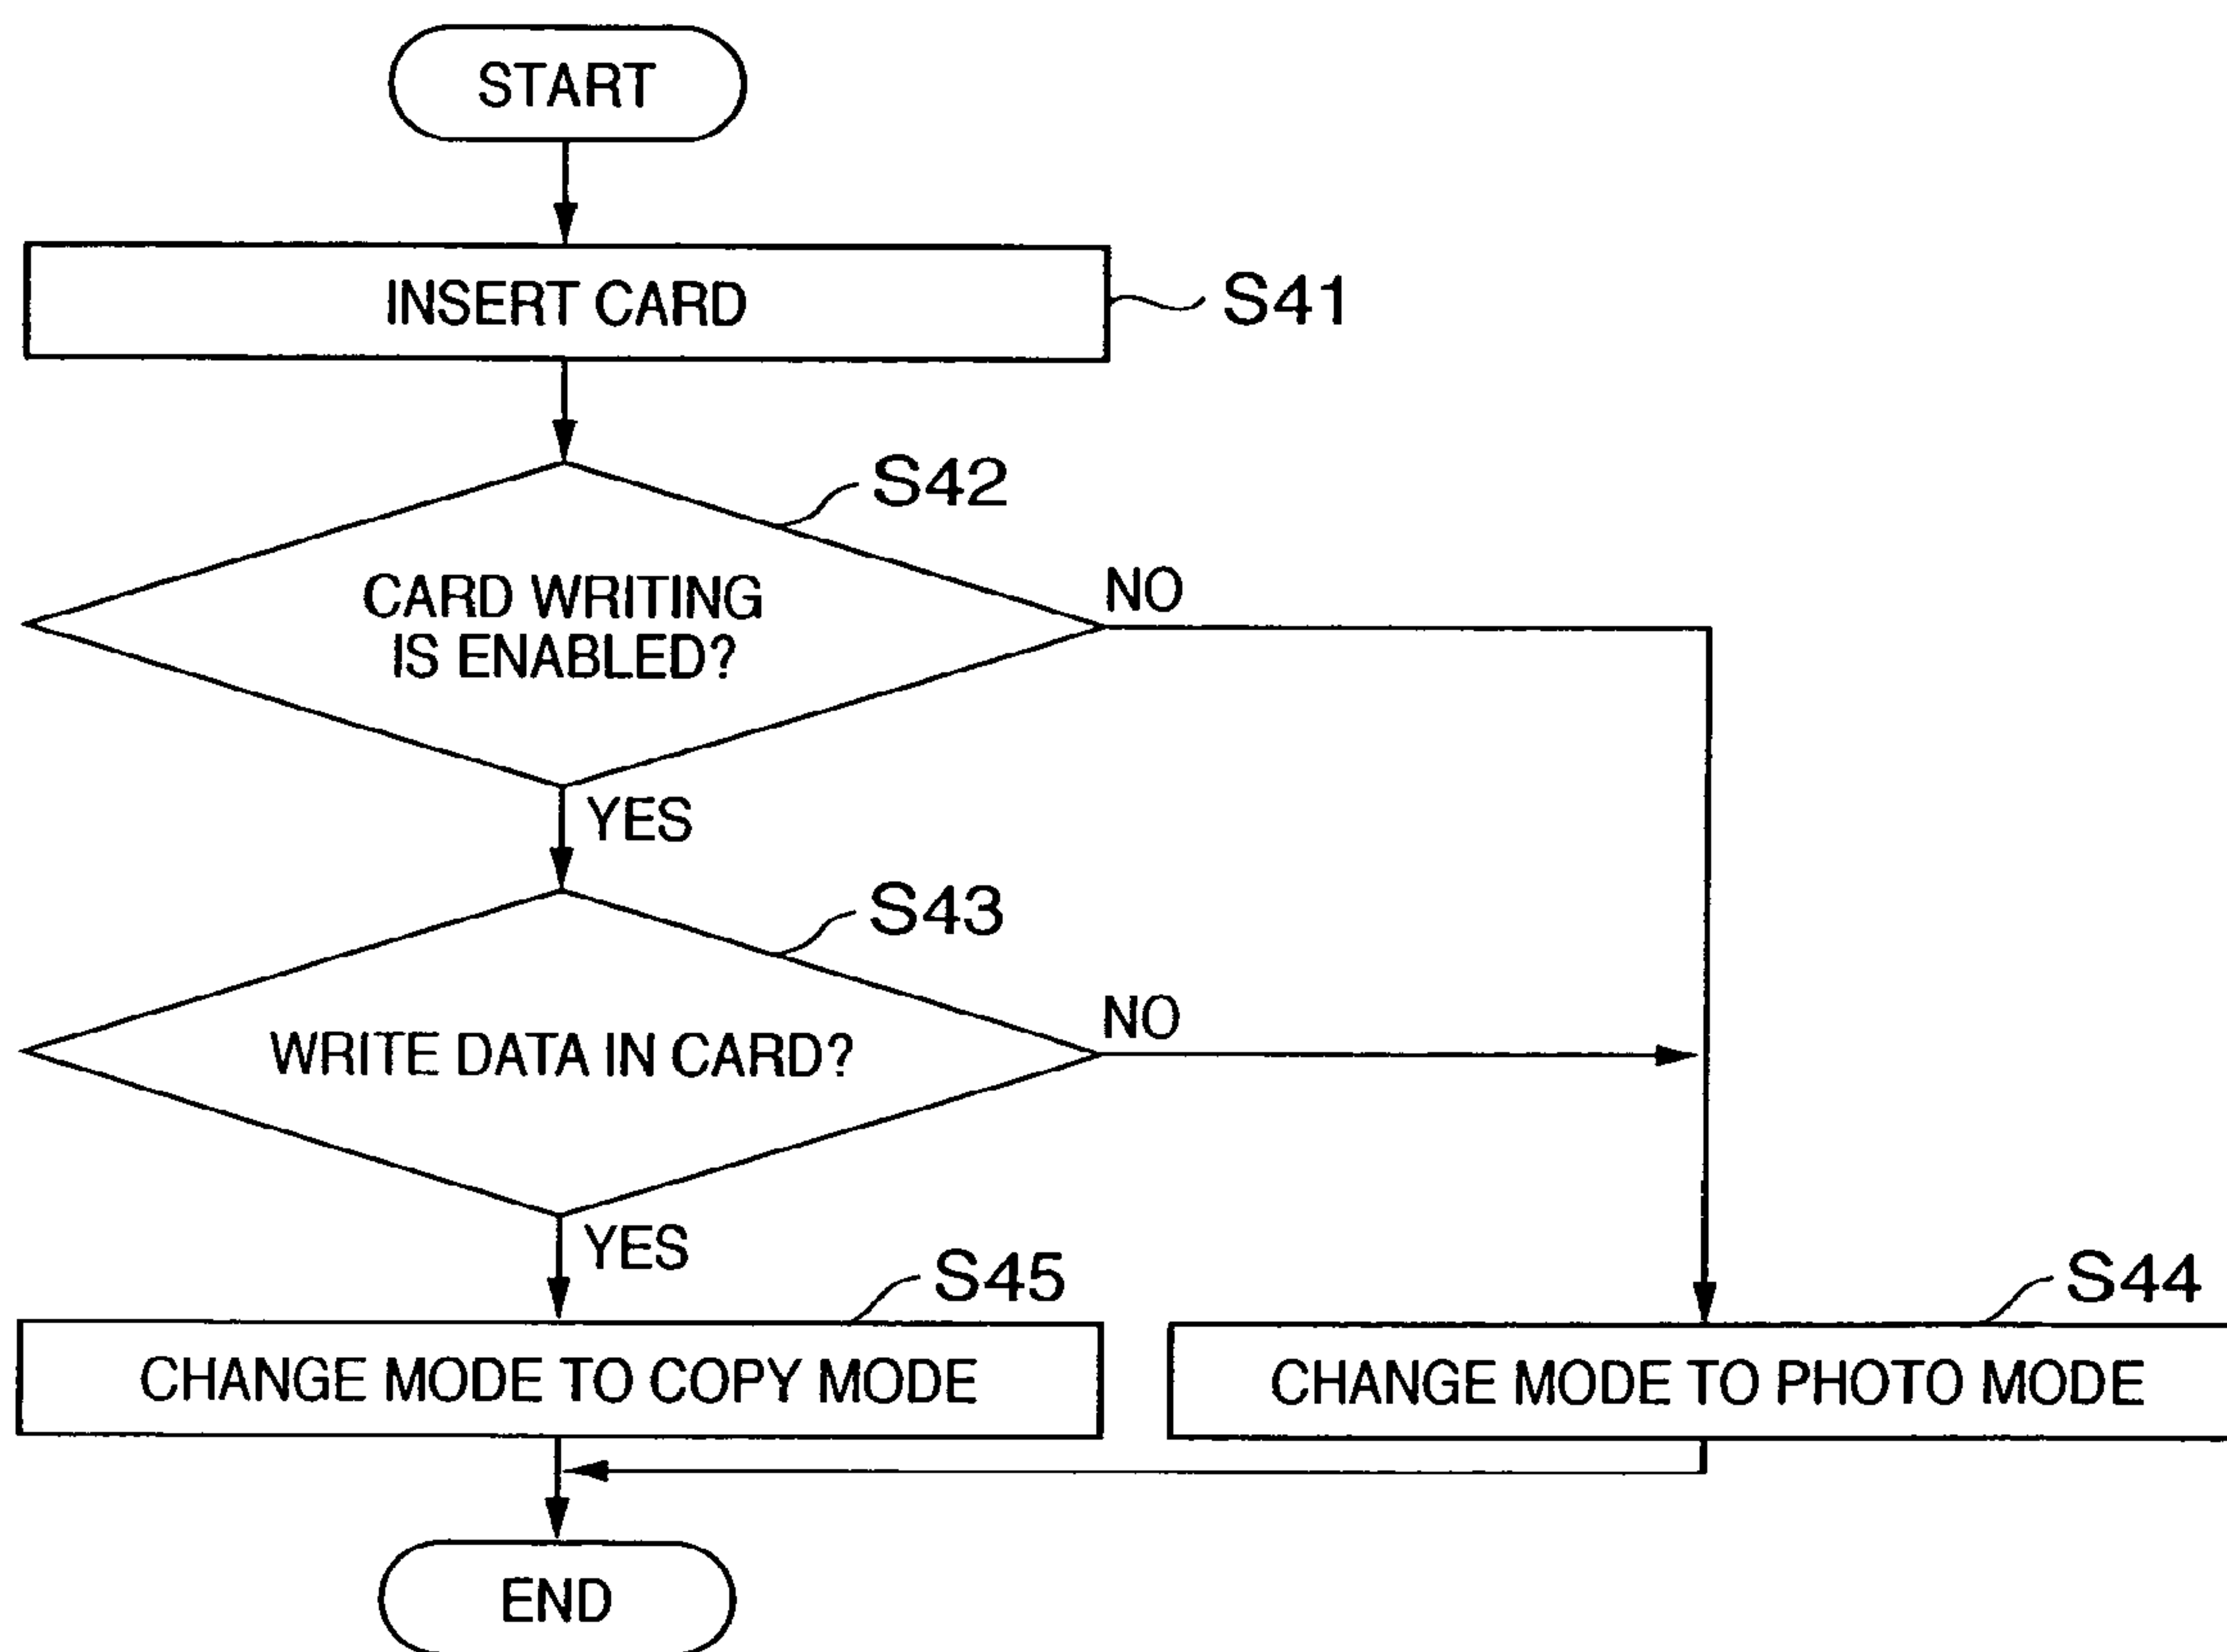 START
INSERT CARD
S41
S42
CARD WRITING
IS ENABLED?
NO
YES
S43
WRITE DATA IN CARD?
NO
YES
S45
CHANGE MODE TO COPY MODE
S44
CHANGE MODE TO PHOTO MODE
END